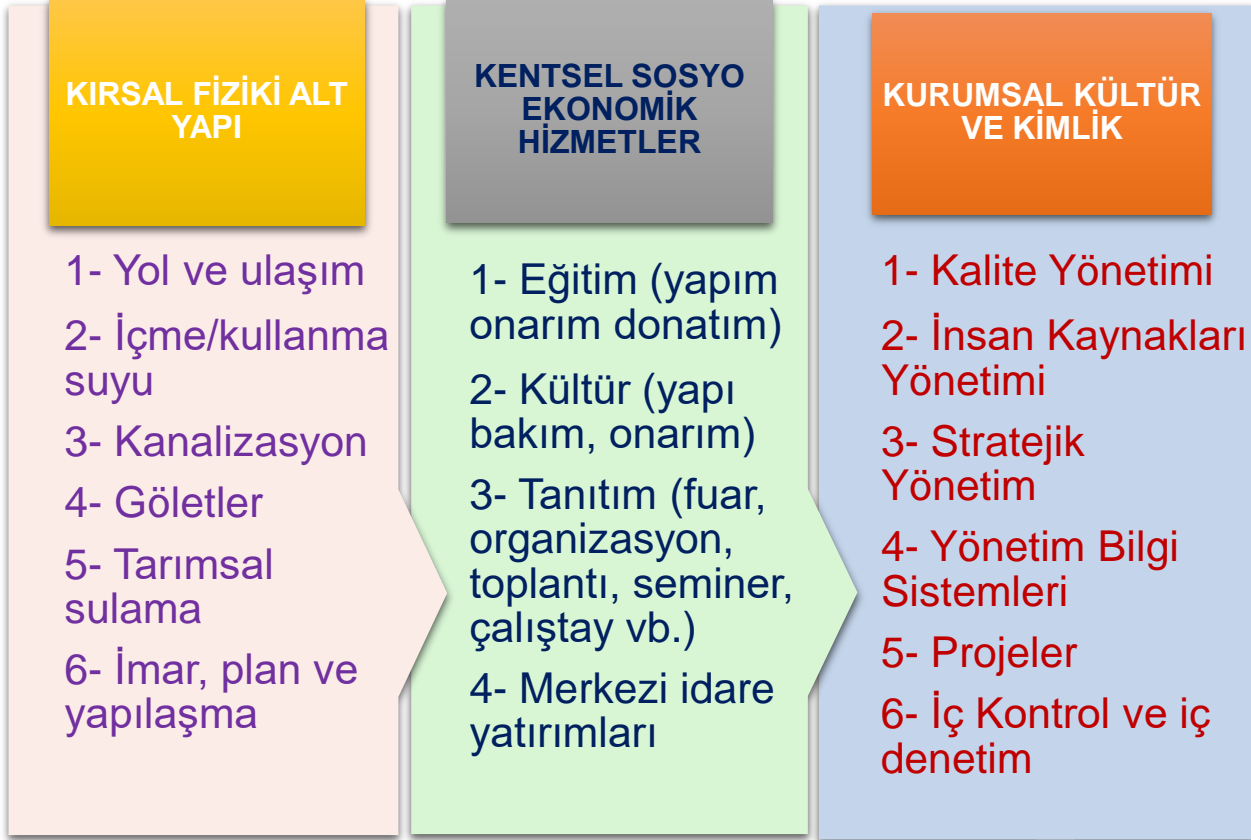 KIRSAL FİZİKİ ALT
YAPI
1- Yol ve ulaşım
2- İçme/kullanma
suyu
3- Kanalizasyon
4- Göletler
5- Tarımsal
sulama
6- İmar, plan ve
yapılaşma
KENTSEL SOSYO
EKONOMİK
HİZMETLER
1- Eğitim (yapım
onarım donatım)
2- Kültür (yapı
bakım, onarım)
3- Tanıtım (fuar,
organizasyon,
toplantı, seminer,
çalıştay vb.)
4- Merkezi idare
yatırımları
KURUMSAL KÜLTÜR
VE KİMLİK
1- Kalite Yönetimi
2- İnsan Kaynakları
Yönetimi
3- Stratejik
Yönetim
4- Yönetim Bilgi
Sistemleri
5- Projeler
6- İç Kontrol ve iç
denetim